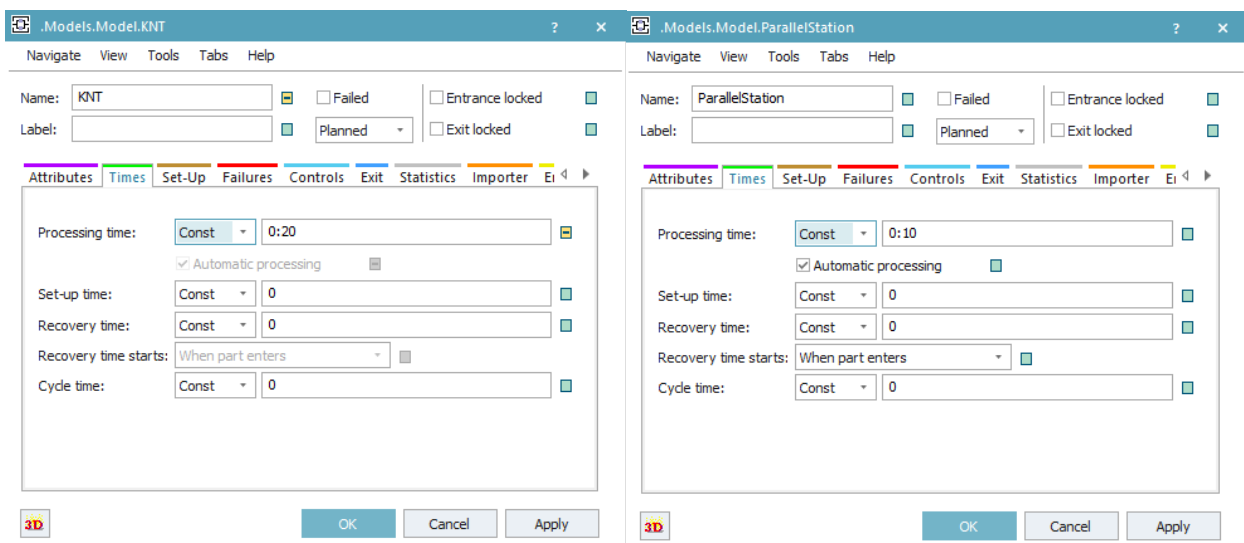 .Models.Model.KNT ? ×
Navigate View Tools Tabs Help
Name: KNT Failed Entrance locked
Label: Planned Exit locked
Attributes Times Set-Up Failures Controls Exit Statistics Importer
Processing time: Const 0:20
Automatic processing
Set-up time: Const 0
Recovery time: Const 0
Recovery time starts: When part enters
Cycle time: Const 0
3D OK Cancel Apply
.Models.Model.ParallelStation ? ×
Navigate View Tools Tabs Help
Name: ParallelStation Failed Entrance locked
Label: Planned Exit locked
Attributes Times Set-Up Failures Controls Exit Statistics Importer
Processing time: Const 0:10
Automatic processing
Set-up time: Const 0
Recovery time: Const 0
Recovery time starts: When part enters
Cycle time: Const 0
3D OK Cancel Apply